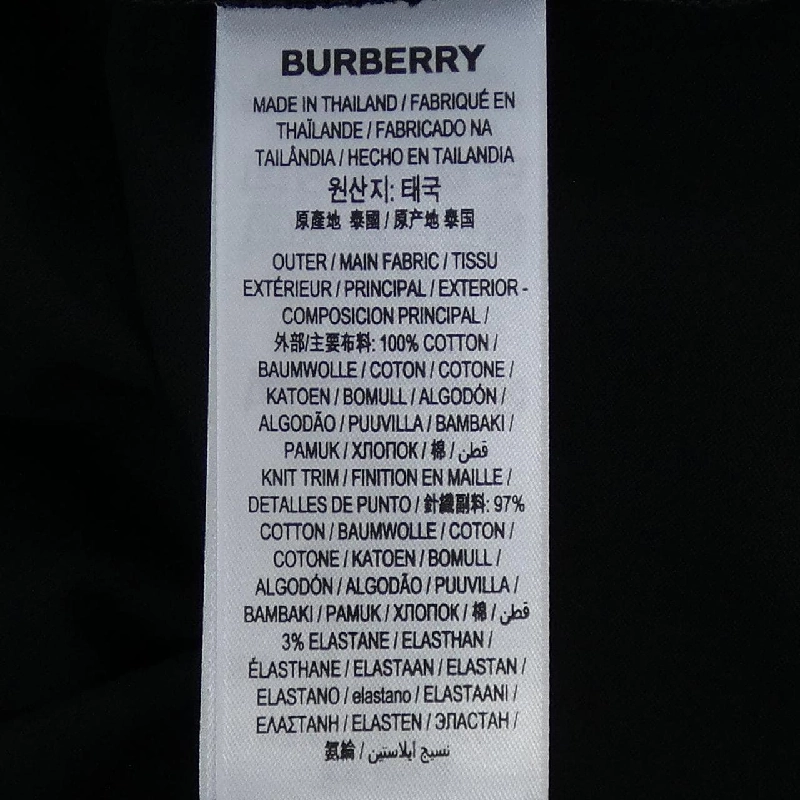 BURBERRY
MADE IN THAILAND / FABRIQUÉ EN
THAÏLANDE / FABRICADO NA
TAILÂNDIA / HECHO EN TAILANDIA
원산지: 태국
原產地 泰國 / 原产地 泰国
OUTER / MAIN FABRIC / TISSU
EXTÉRIEUR / PRINCIPAL / EXTERIOR -
COMPOSICION PRINCIPAL /
外部/主要布料: 100% COTTON /
BAUMWOLLE / COTON / COTONE /
KATOEN / BOMULL / ALGODÓN /
ALGODÃO / PUUVILLA / BAMBAKI /
PAMUK / ХЛОПОК / 棉 / قطن
KNIT TRIM / FINITION EN MAILLE /
DETALLES DE PUNTO / 針織副料: 97%
COTTON / BAUMWOLLE / COTON /
COTONE / KATOEN / BOMULL /
ALGODÓN / ALGODÃO / PUUVILLA /
BAMBAKI / PAMUK / ХЛОПОК / 棉 / قطن
3% ELASTANE / ELASTHAN /
ÉLASTHANE / ELASTAAN / ELASTAN /
ELASTANO / elastano / ELASTAANI /
ΕΛΑΣΤΑΝΗ / ELASTEN / ЭЛАСТАН /
氨綸 / نسيج أيلاستين